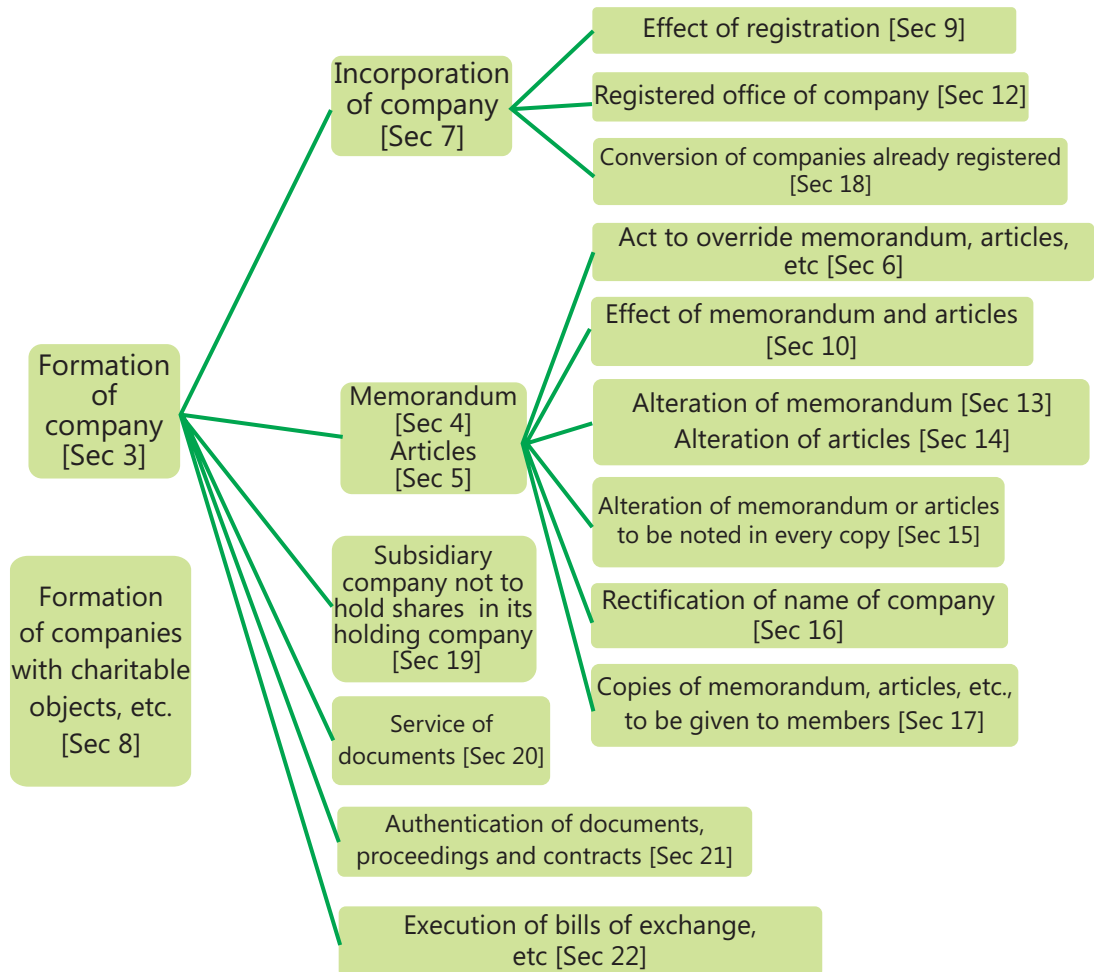 Formation
of
company
[Sec 3]
Formation
of companies
with charitable
objects, etc.
[Sec 8]
Incorporation
of company
[Sec 7]
Effect of registration [Sec 9]
Registered office of company [Sec 12]
Conversion of companies already registered
[Sec 18]
Memorandum
[Sec 4]
Articles
[Sec 5]
Act to override memorandum, articles,
etc [Sec 6]
Effect of memorandum and articles
[Sec 10]
Alteration of memorandum [Sec 13]
Alteration of articles [Sec 14]
Alteration of memorandum or articles
to be noted in every copy [Sec 15]
Rectification of name of company
[Sec 16]
Copies of memorandum, articles, etc.,
to be given to members [Sec 17]
Subsidiary
company not to
hold shares in its
holding company
[Sec 19]
Service of
documents [Sec 20]
Authentication of documents,
proceedings and contracts [Sec 21]
Execution of bills of exchange,
etc [Sec 22]